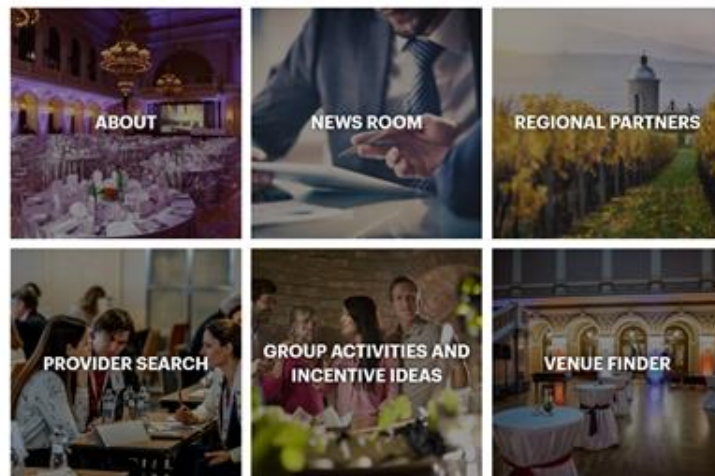 ABOUT
NEWS ROOM
REGIONAL PARTNERS
PROVIDER SEARCH
GROUP ACTIVITIES AND
INCENTIVE IDEAS
VENUE FINDER